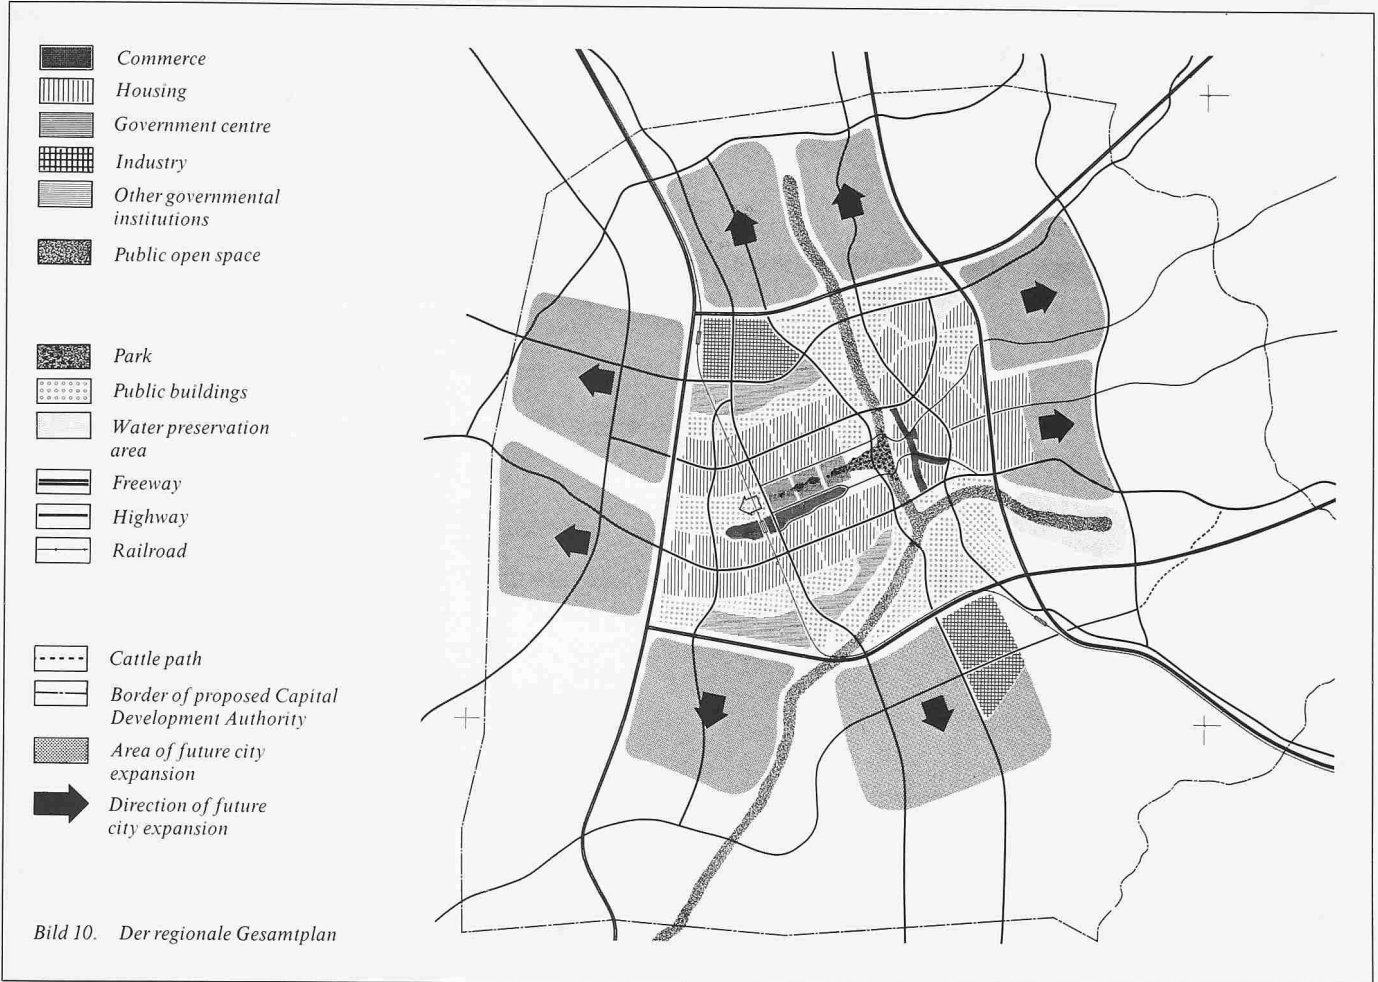 Commerce
Housing
Government centre
Industry
Other governmental
institutions
Public open space
Park
Public buildings
Water preservation
area
Freeway
Highway
Railroad
Cattle path
Border of proposed Capital
Development Authority
Area of future city
expansion
Direction of future
city expansion
Bild 10. Der regionale Gesamtplan